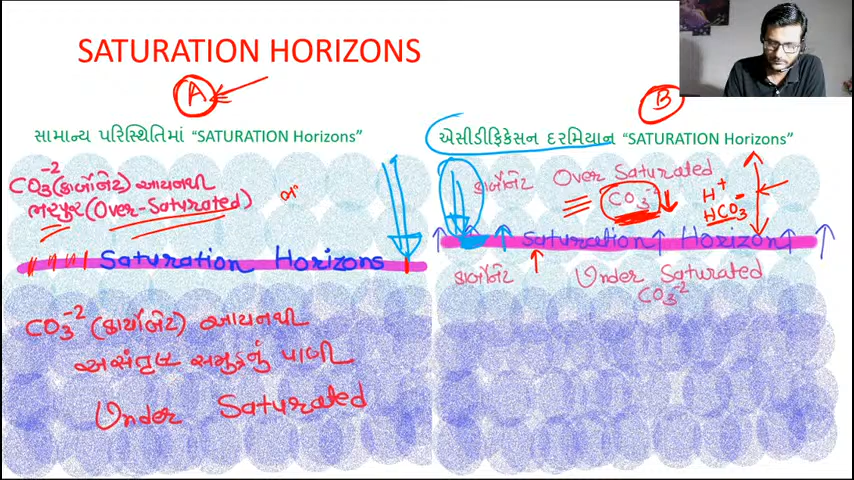 SATURATION HORIZONS
A
B
સામાન્ય પરિસ્થિતિમાં “SATURATION Horizons”
એસીડીફિકેસન દરમિયાન “SATURATION Horizons”
CO₃⁻² (કાર્બોનેટ) આયનથી
ભરપૂર (Over-Saturated)
Saturation Horizons
CO₃⁻² (કાર્બોનેટ) આયનથી
અસંતૃપ્ત સમુદ્રનું પાણી
Under Saturated
કાર્બોનેટ Over Saturated
CO₃⁻²
H⁺
HCO₃⁻
Saturation Horizon
કાર્બોનેટ Under Saturated
CO₃⁻²